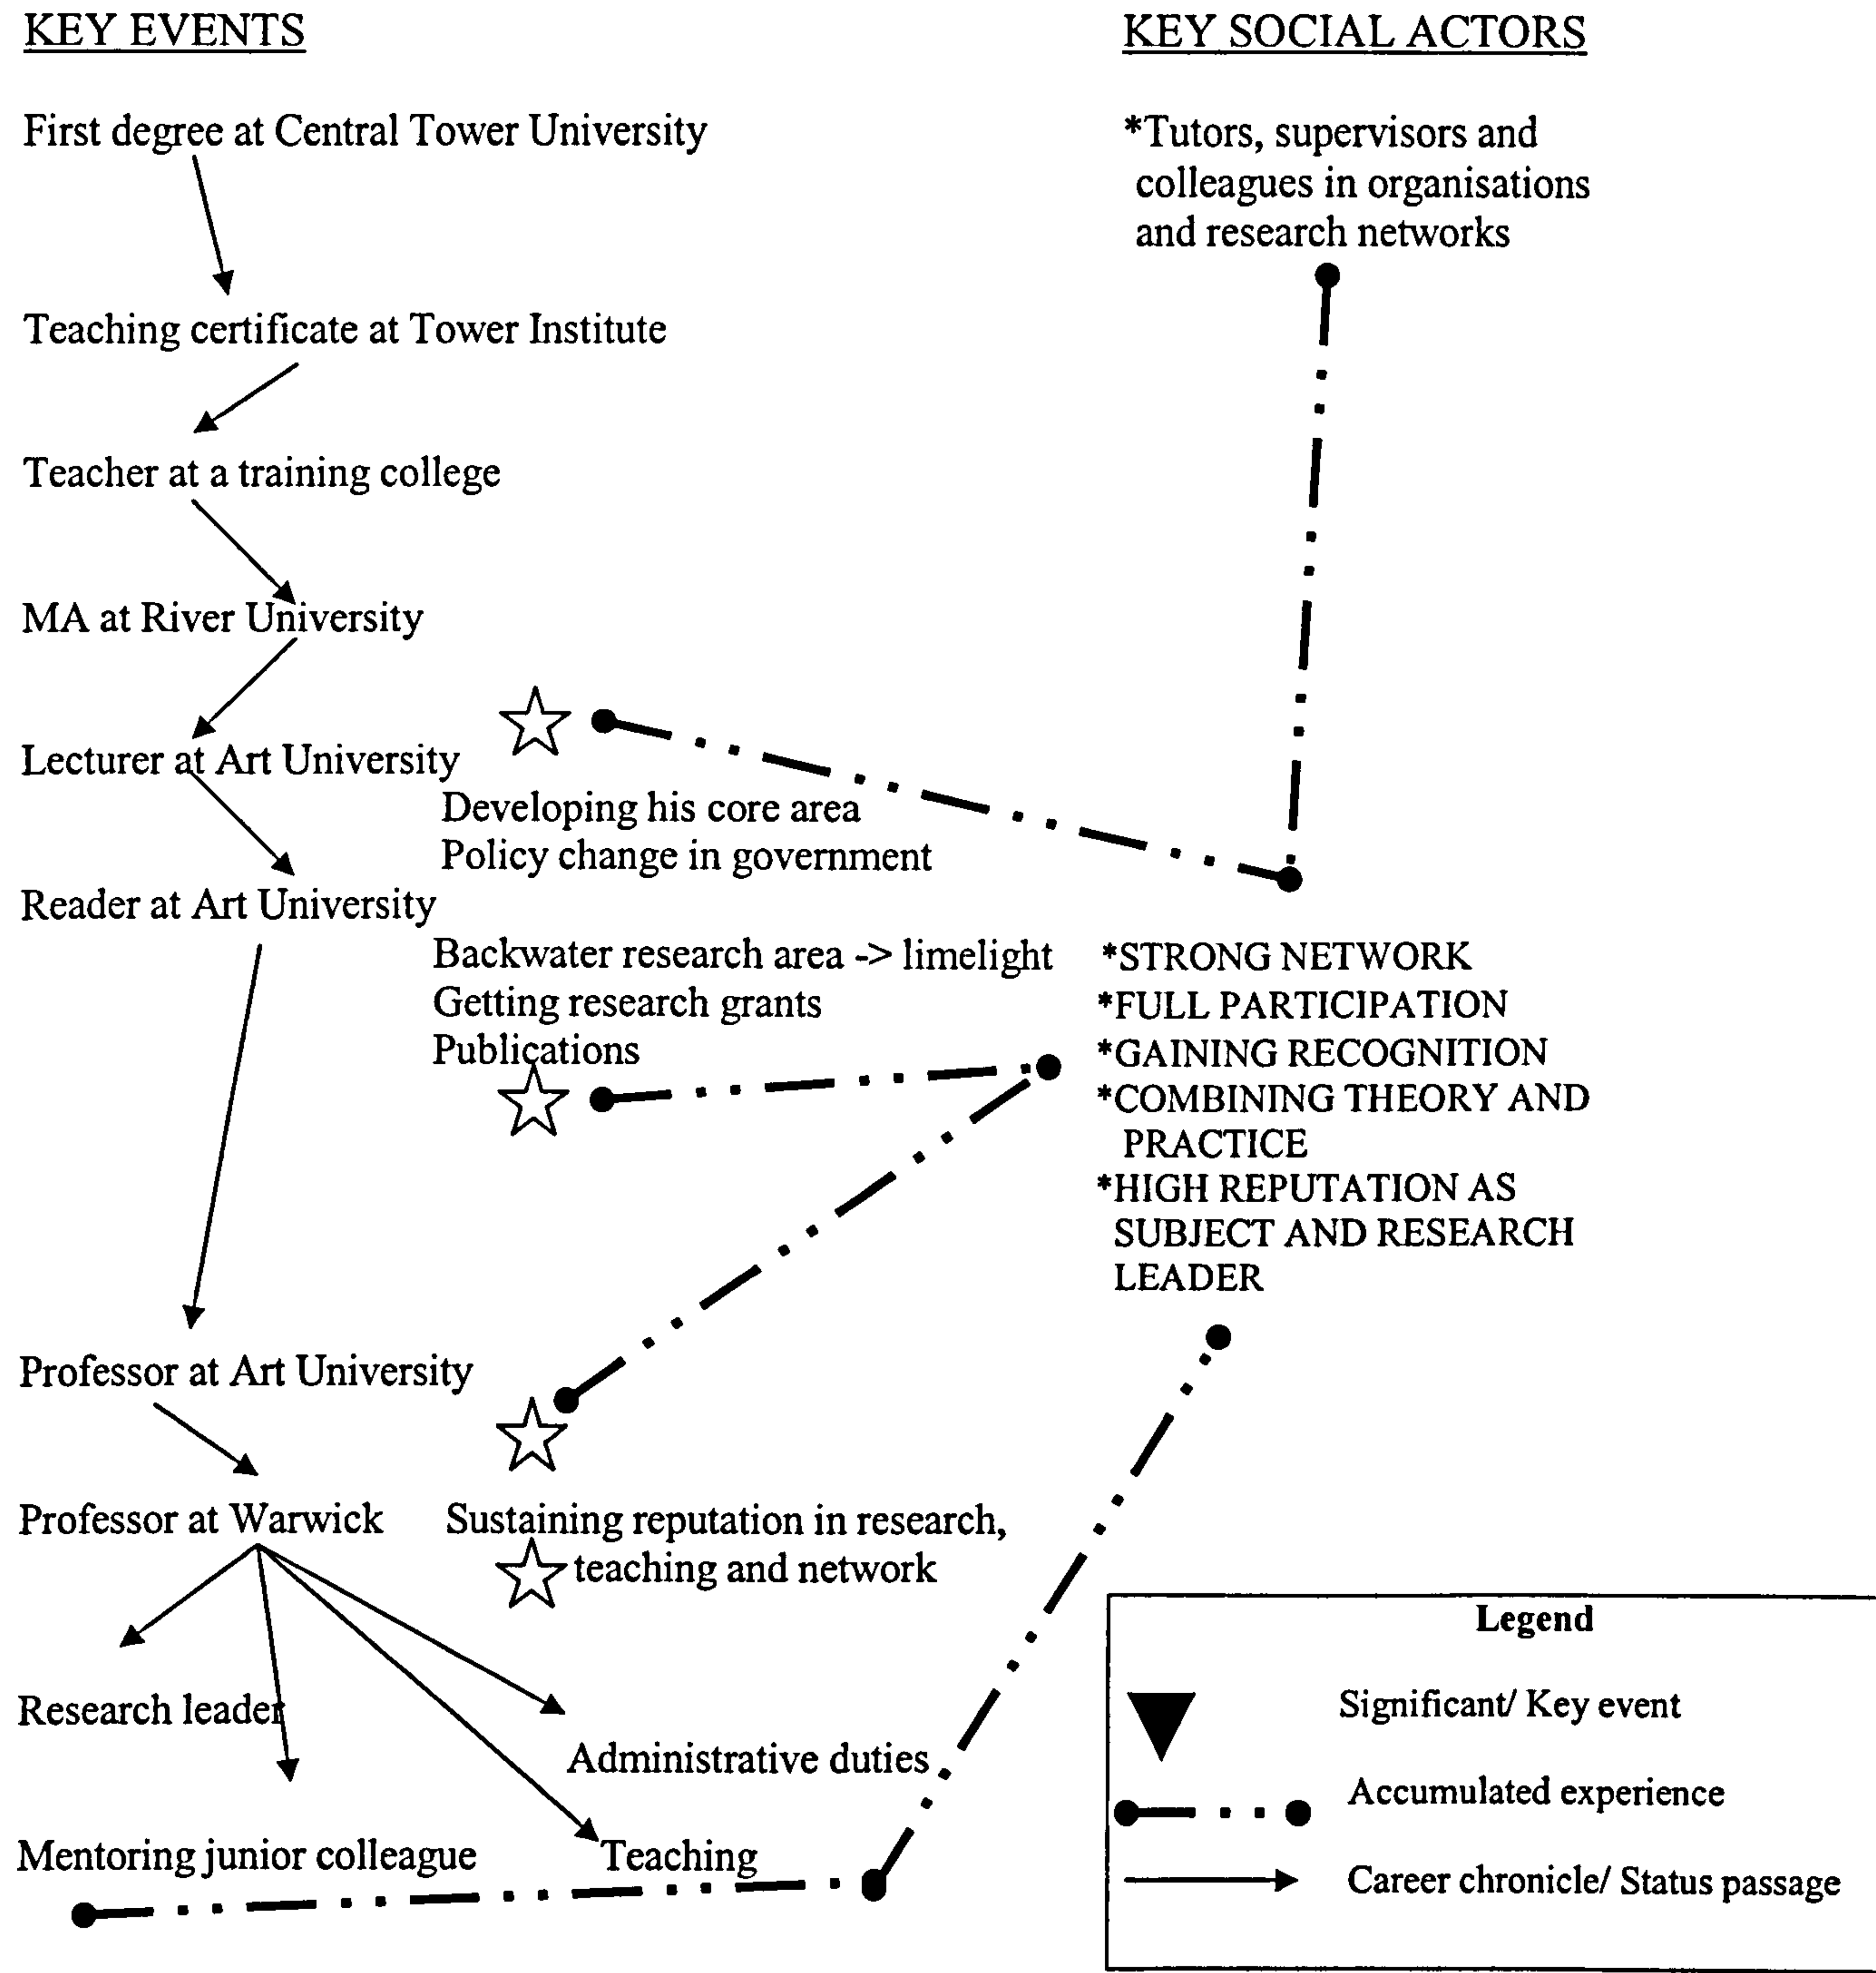 KEY EVENTS
KEY SOCIAL ACTORS
First degree at Central Tower University
*Tutors, supervisors and
colleagues in organisations
and research networks
Teaching certificate at Tower Institute
Teacher at a training college
MA at River University
Lecturer at Art University
Developing his core area
Policy change in government
Reader at Art University
Backwater research area -> limelight
Getting research grants
Publications
*STRONG NETWORK
*FULL PARTICIPATION
*GAINING RECOGNITION
*COMBINING THEORY AND
PRACTICE
*HIGH REPUTATION AS
SUBJECT AND RESEARCH
LEADER
Professor at Art University
Professor at Warwick
Sustaining reputation in research,
teaching and network
Research leader
Administrative duties
Mentoring junior colleague
Teaching
Legend
Significant/ Key event
Accumulated experience
Career chronicle/ Status passage